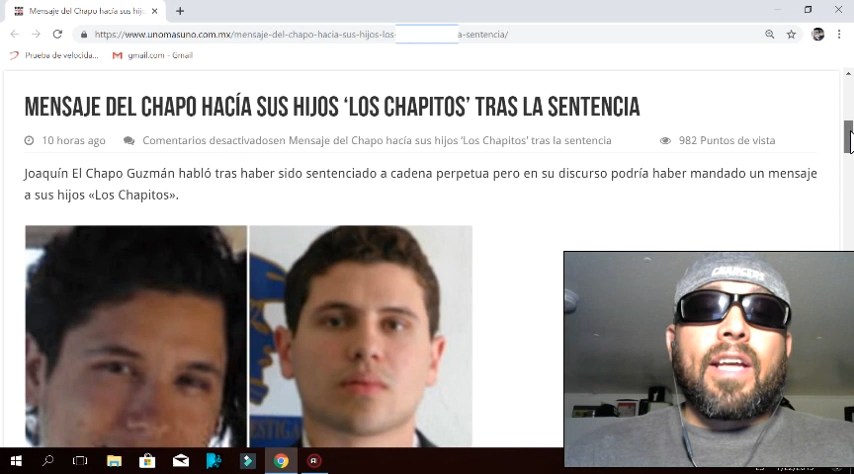 Mensaje del Chapo hacía sus hij
https://www.unomasuno.com.mx/mensaje-del-chapo-hacia-sus-hijos-los- a-sentencia/
Prueba de velocida... gmail.com - Gmail
MENSAJE DEL CHAPO HACÍA SUS HIJOS ‘LOS CHAPITOS’ TRAS LA SENTENCIA
10 horas ago Comentarios desactivadosen Mensaje del Chapo hacía sus hijos ‘Los Chapitos’ tras la sentencia 982 Puntos de vista
Joaquín El Chapo Guzmán habló tras haber sido sentenciado a cadena perpetua pero en su discurso podría haber mandado un mensaje
a sus hijos «Los Chapitos».
CHARGERS